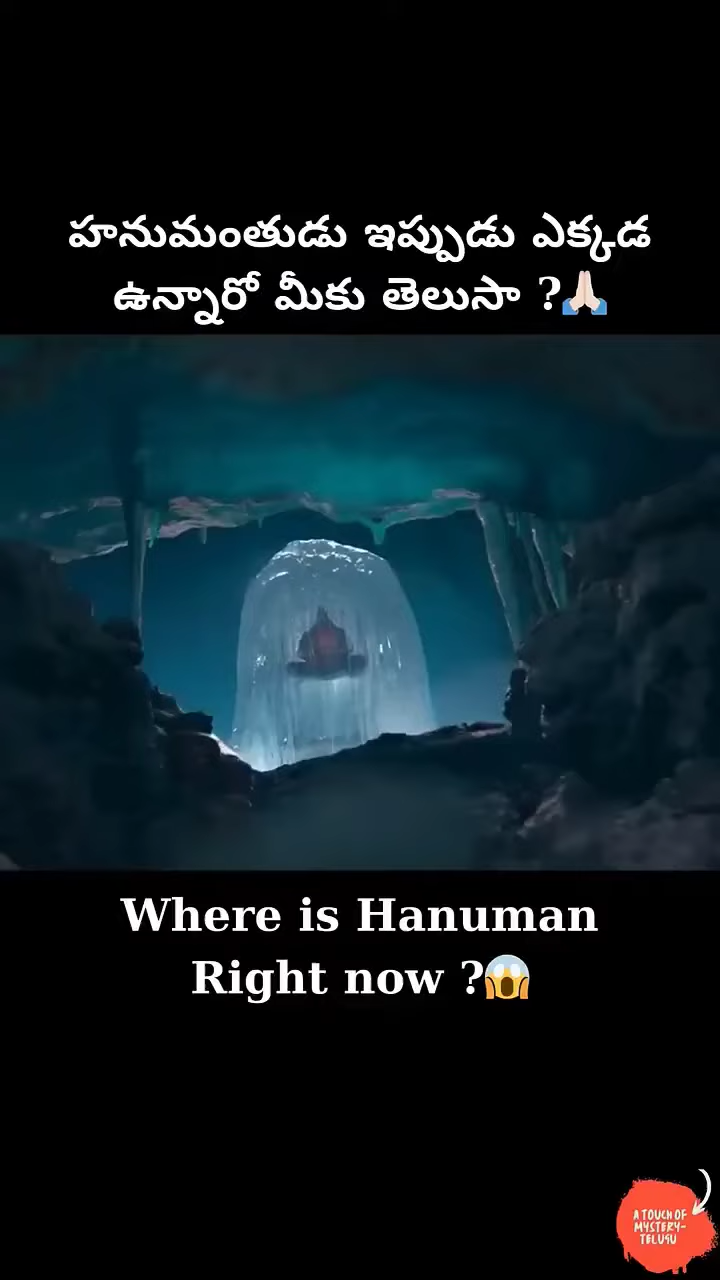 హనుమంతుడు ఇప్పుడు ఎక్కడ
ఉన్నారో మీకు తెలుసా ?🙏🏻
Where is Hanuman
Right now ?😱
A TOUCH OF
MYSTERY-
TELUGU